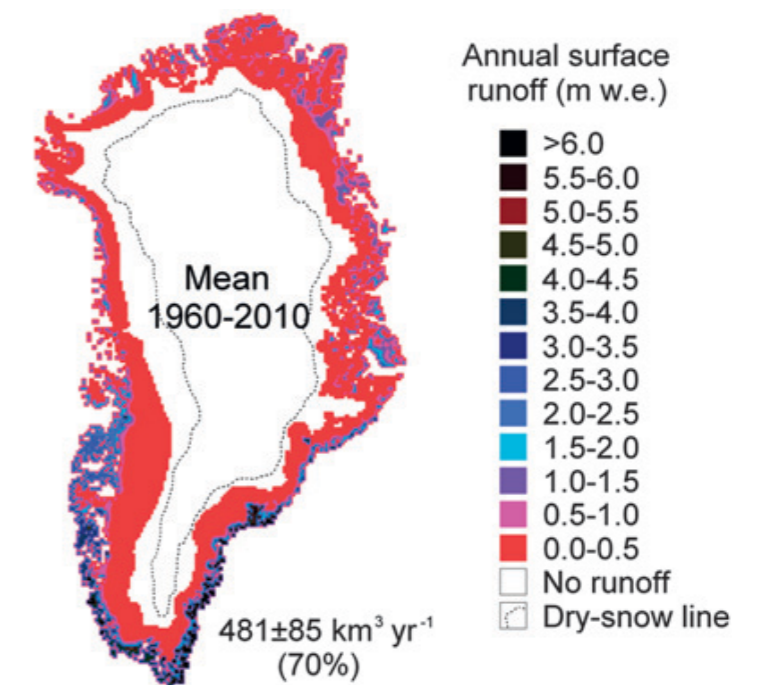 Annual surface
runoff (m w.e.)
>6.0
5.5-6.0
5.0-5.5
4.5-5.0
4.0-4.5
3.5-4.0
3.0-3.5
2.5-3.0
2.0-2.5
1.5-2.0
1.0-1.5
0.5-1.0
0.0-0.5
No runoff
Dry-snow line
Mean
1960-2010
481±85 km³ yr⁻¹
(70%)